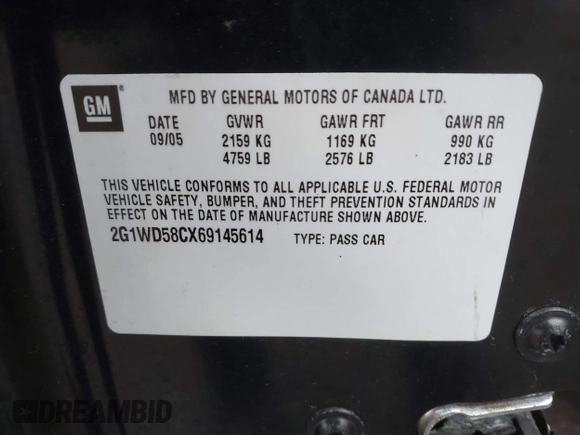 GM
MFD BY GENERAL MOTORS OF CANADA LTD.
DATE GVWR GAWR FRT GAWR RR
09/05 2159 KG 1169 KG 990 KG
4759 LB 2576 LB 2183 LB
THIS VEHICLE CONFORMS TO ALL APPLICABLE U.S. FEDERAL MOTOR
VEHICLE SAFETY, BUMPER, AND THEFT PREVENTION STANDARDS IN
EFFECT ON THE DATE OF MANUFACTURE SHOWN ABOVE.
2G1WD58CX69145614 TYPE: PASS CAR
DREAMBID